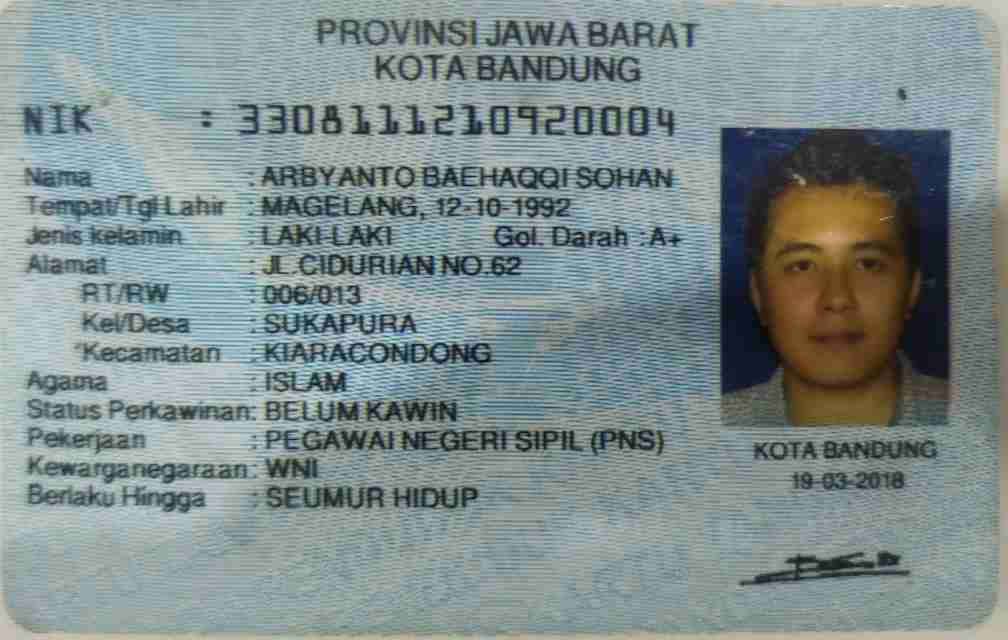 PROVINSI JAWA BARAT
KOTA BANDUNG
NIK : 3308111210920004
Nama : ARBYANTO BAEHAQQI SOHAN
Tempat/Tgl Lahir : MAGELANG, 12-10-1992
Jenis kelamin : LAKI-LAKI Gol. Darah : A+
Alamat : JL.CIDURIAN NO.62
RT/RW : 006/013
Kel/Desa : SUKAPURA
Kecamatan : KIARACONDONG
Agama : ISLAM
Status Perkawinan: BELUM KAWIN
Pekerjaan : PEGAWAI NEGERI SIPIL (PNS)
Kewarganegaraan: WNI
Berlaku Hingga : SEUMUR HIDUP
KOTA BANDUNG
19-03-2018